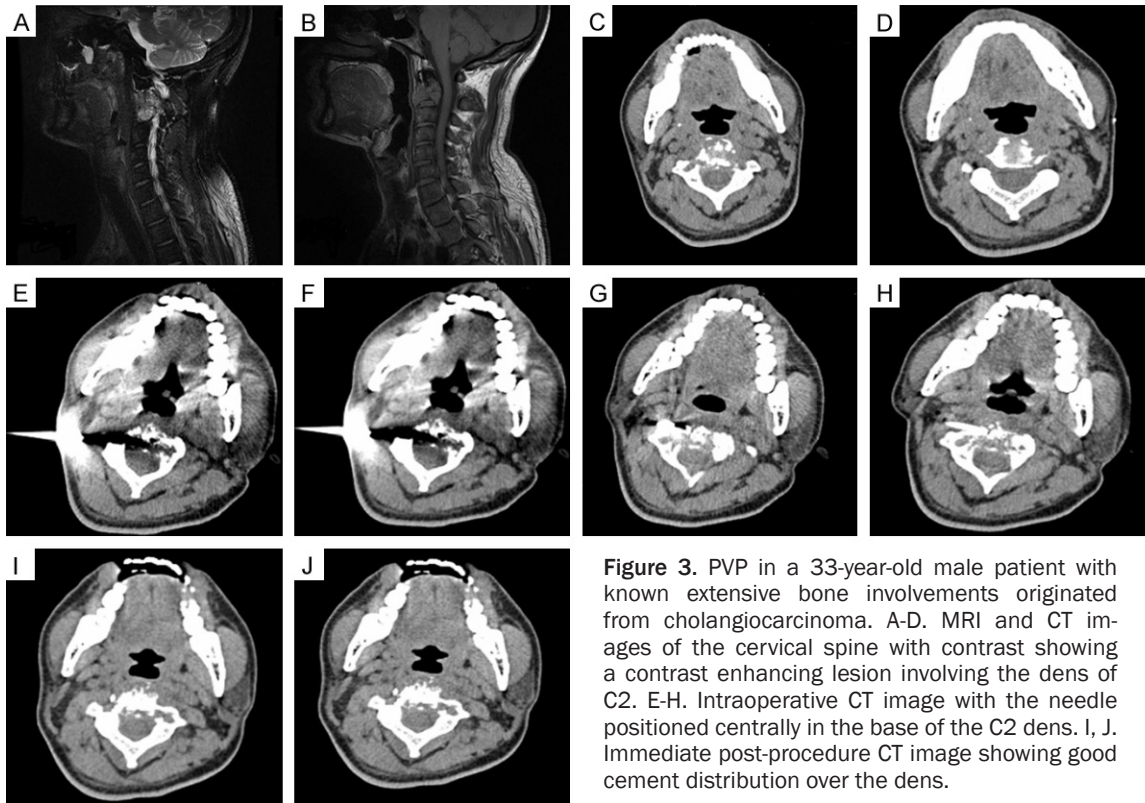 A
B
C
D
E
F
G
H
I
J
Figure 3. PVP in a 33-year-old male patient with
known extensive bone involvements originated
from cholangiocarcinoma. A-D. MRI and CT im-
ages of the cervical spine with contrast showing
a contrast enhancing lesion involving the dens of
C2. E-H. Intraoperative CT image with the needle
positioned centrally in the base of the C2 dens. I, J.
Immediate post-procedure CT image showing good
cement distribution over the dens.